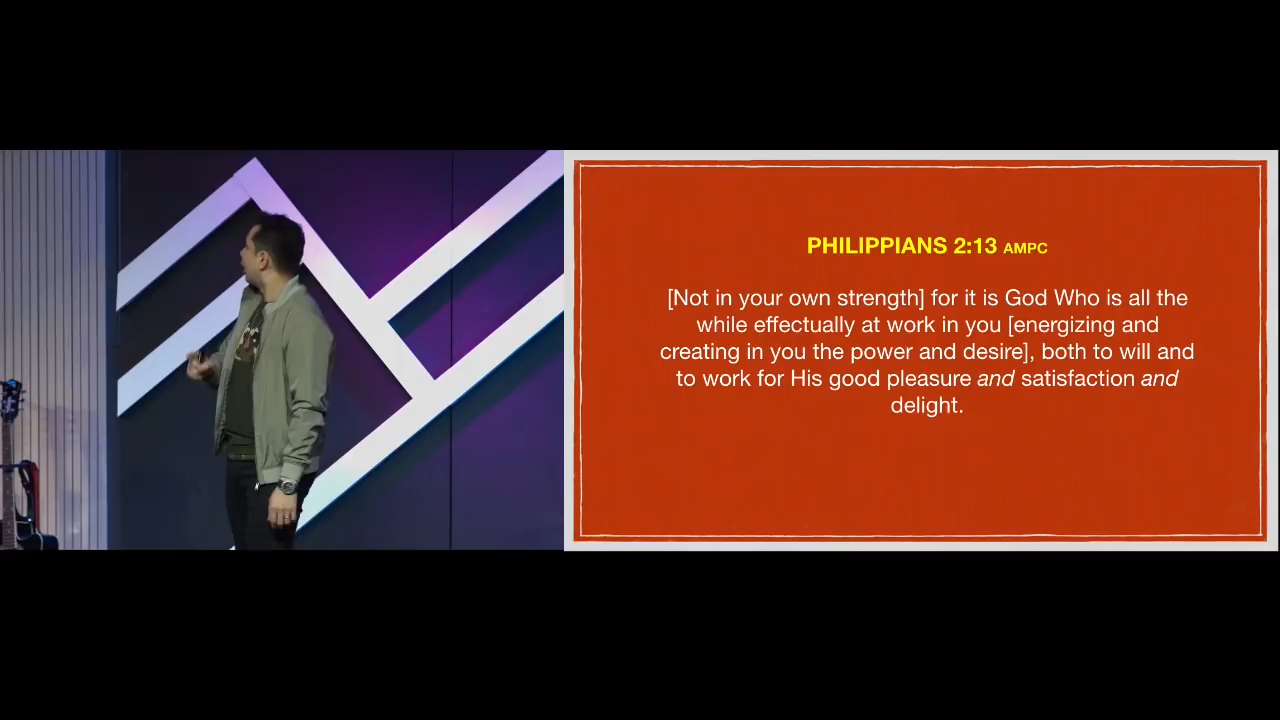 PHILIPPIANS 2:13 AMPC
[Not in your own strength] for it is God Who is all the
while effectually at work in you [energizing and
creating in you the power and desire], both to will and
to work for His good pleasure and satisfaction and
delight.